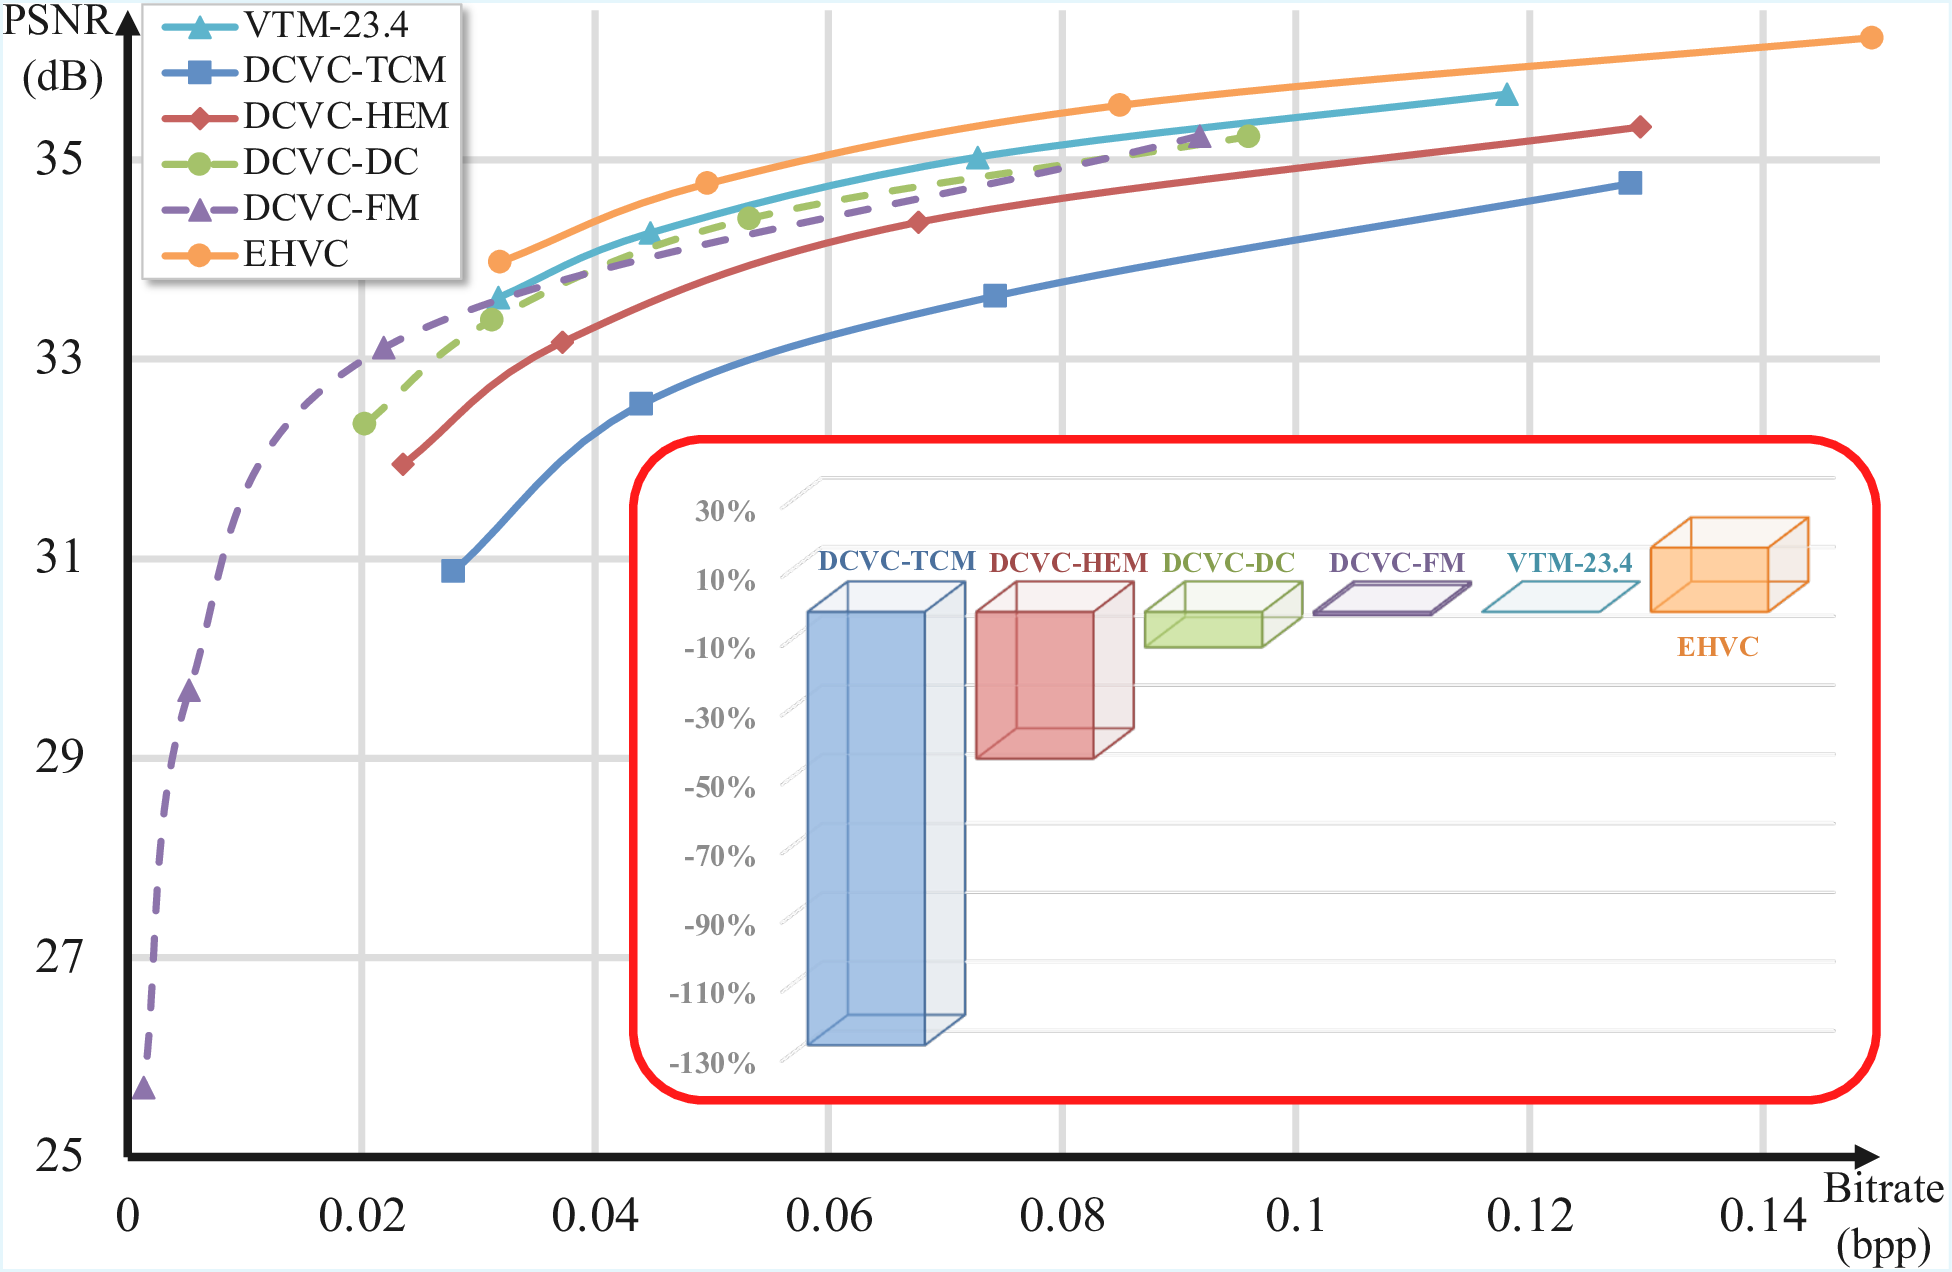 PSNR
(dB)
VTM-23.4
DCVC-TCM
DCVC-HEM
DCVC-DC
DCVC-FM
EHVC
35
33
31
29
27
25
30%
10%
-10%
-30%
-50%
-70%
-90%
-110%
-130%
DCVC-TCM DCVC-HEM DCVC-DC DCVC-FM VTM-23.4
EHVC
0 0.02 0.04 0.06 0.08 0.1 0.12 0.14
Bitrate
(bpp)